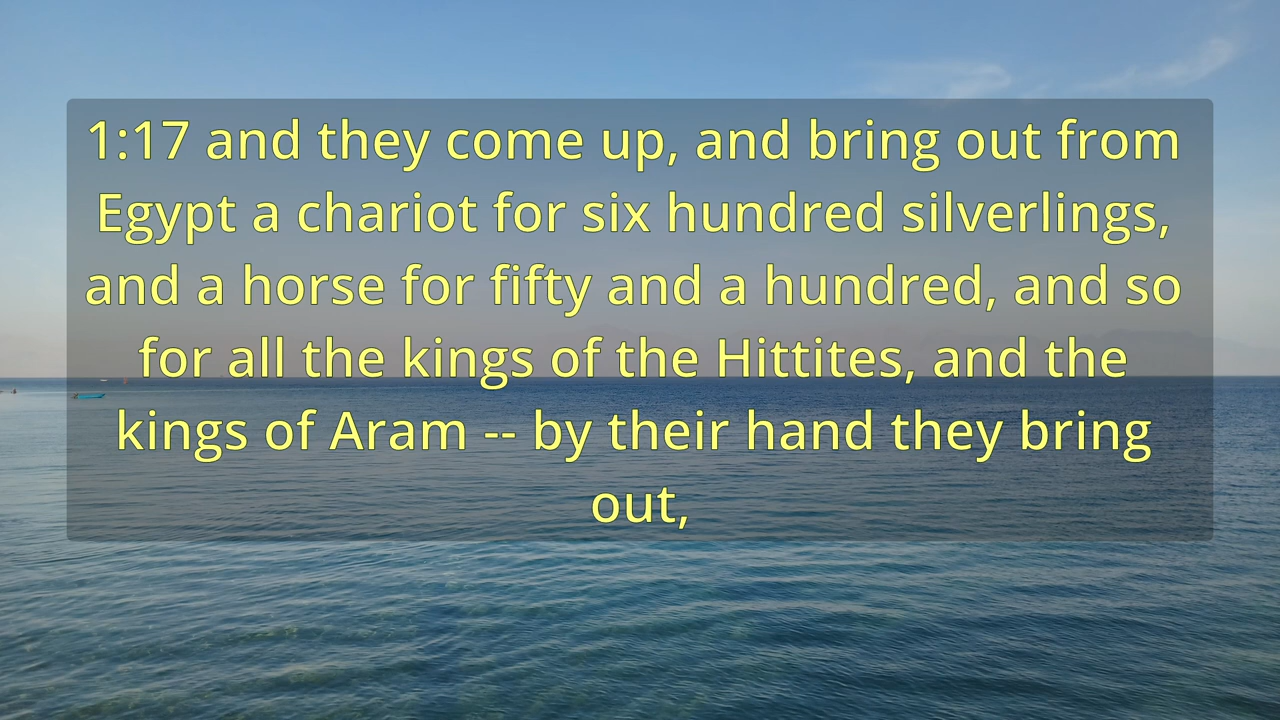 1:17 and they come up, and bring out from
Egypt a chariot for six hundred silverlings,
and a horse for fifty and a hundred, and so
for all the kings of the Hittites, and the
kings of Aram -- by their hand they bring
out,